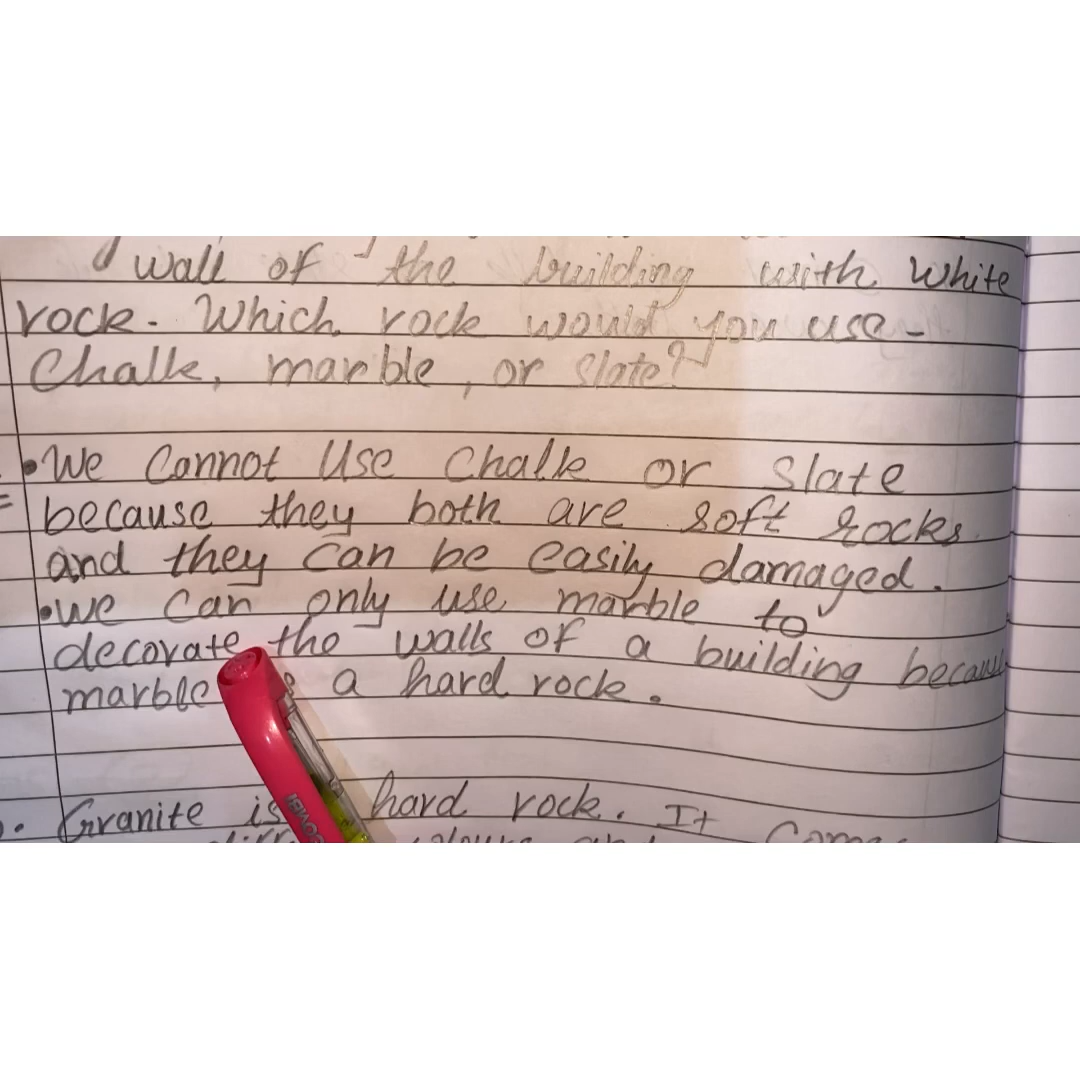 wall of the building with white
rock. Which rock would you use -
Chalk, marble, or Slate?
• We Cannot Use Chalk or Slate
because they both are soft rocks
and they can be easily damaged.
• we can only use marble to
decorate the walls of a building because
marble a hard rock.
Granite is hard rock. It